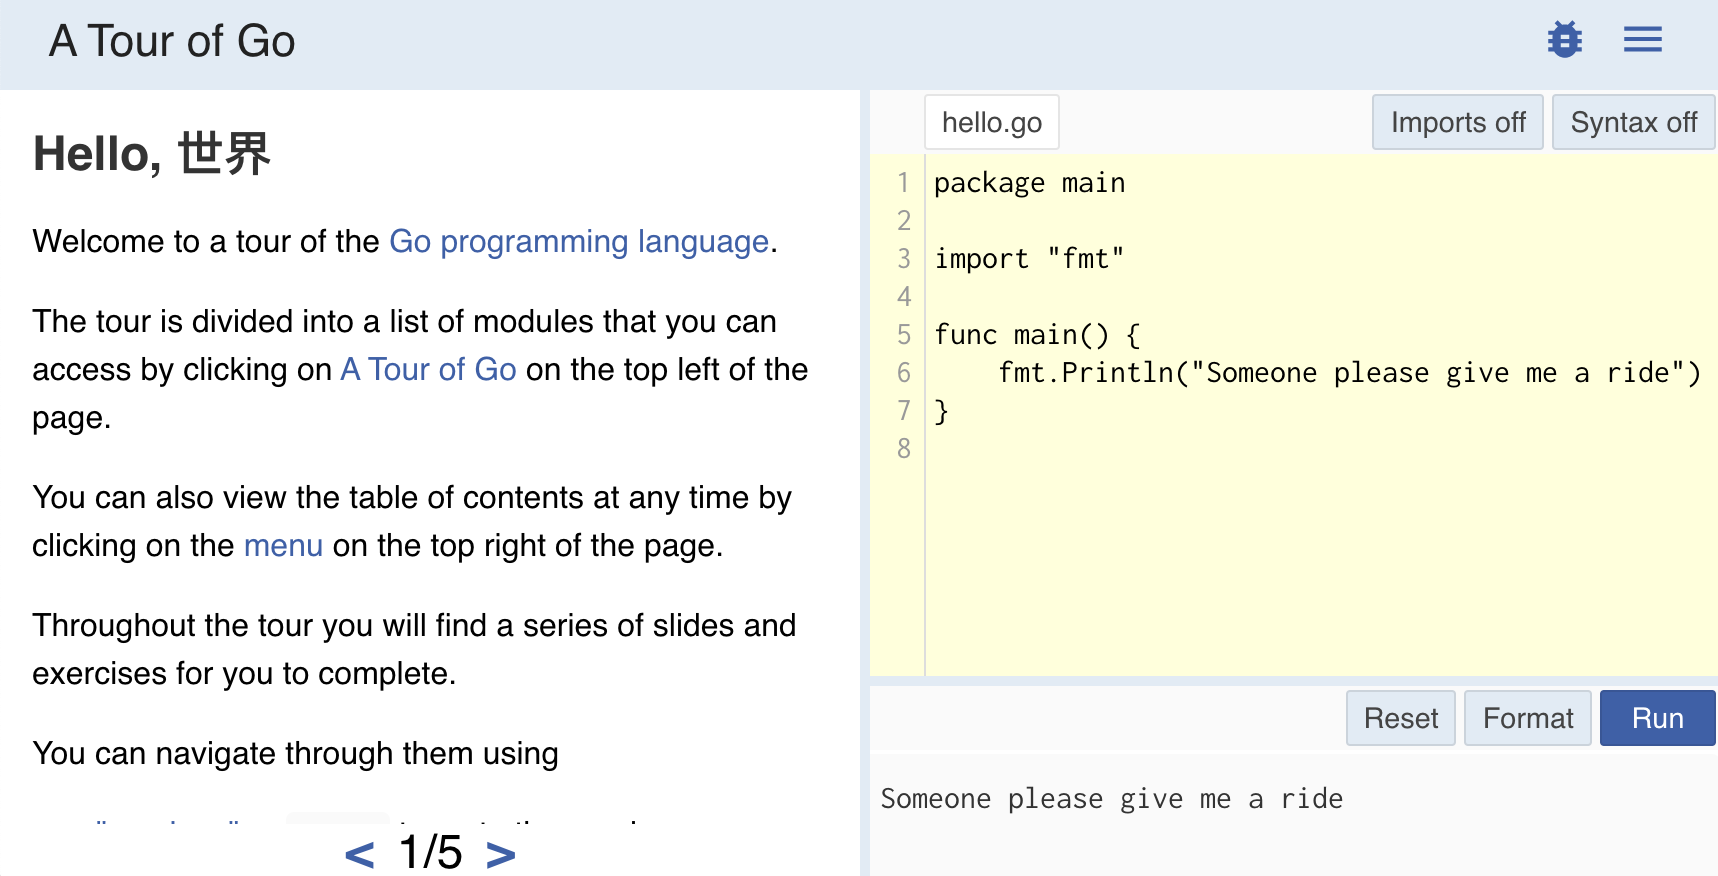 A Tour of Go
Hello, 世界
Welcome to a tour of the Go programming language.
The tour is divided into a list of modules that you can
access by clicking on A Tour of Go on the top left of the
page.
You can also view the table of contents at any time by
clicking on the menu on the top right of the page.
Throughout the tour you will find a series of slides and
exercises for you to complete.
You can navigate through them using
< 1/5 >
hello.go
Imports off
Syntax off
1 package main
2
3 import "fmt"
4
5 func main() {
6     fmt.Println("Someone please give me a ride")
7 }
8
Reset
Format
Run
Someone please give me a ride